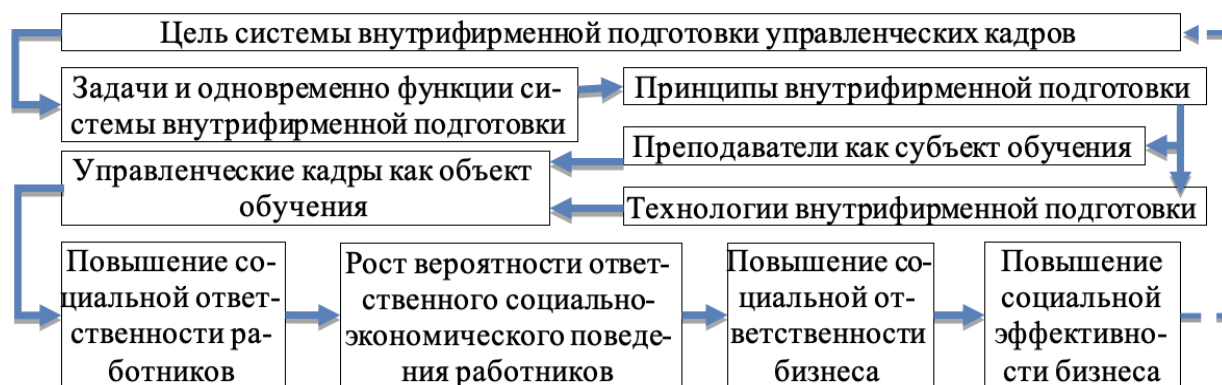 Цель системы внутрифирменной подготовки управленческих кадров
Задачи и одновременно функции си-
стемы внутрифирменной подготовки
Принципы внутрифирменной подготовки
Преподаватели как субъект обучения
Управленческие кадры как объект
обучения
Технологии внутрифирменной подготовки
Повышение со-
циальной ответ-
ственности ра-
ботников
Рост вероятности ответ-
ственного социально-
экономического поведе-
ния работников
Повышение со-
циальной от-
ветственности
бизнеса
Повышение
социальной
эффективно-
сти бизнеса